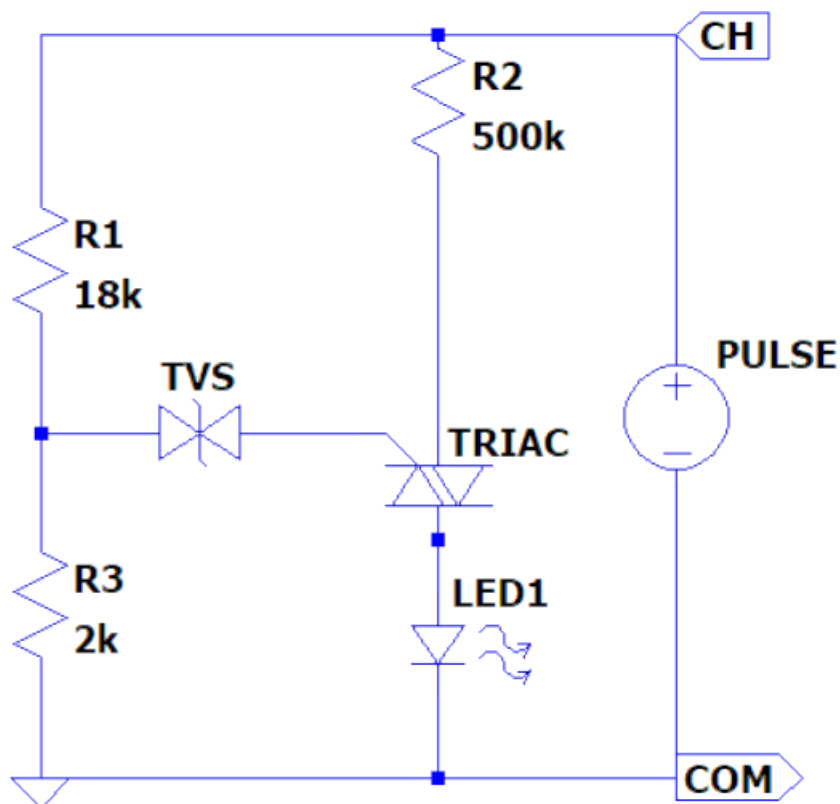 CH
R2
500k
R1
18k
PULSE
TVS
TRIAC
R3
2k
LED1
COM